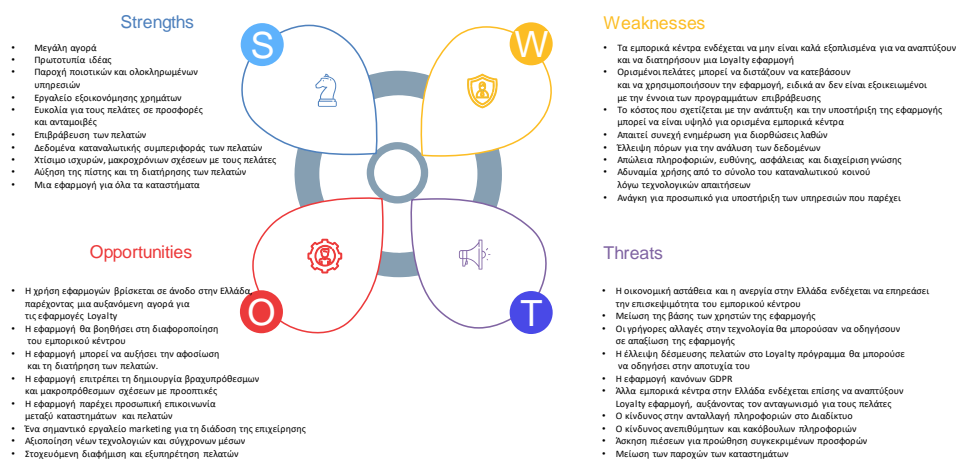 Strengths
• Μεγάλη αγορά
• Πρωτοτυπία ιδέας
• Παροχή ποιοτικών και ολοκληρωμένων
υπηρεσιών
• Εργαλείο εξοικονόμησης χρημάτων
• Ευκολία για τους πελάτες σε προσφορές
και ανταμοιβές
• Επιβράβευση των πελατών
• Δεδομένα καταναλωτικής συμπεριφοράς των πελατών
• Χτίσιμο ισχυρών, μακροχρόνιων σχέσεων με τους πελάτες
• Αύξηση της πίστης και τη διατήρησης των πελατών
• Μια εφαρμογή για όλα τα καταστήματα
S
W
Weaknesses
• Τα εμπορικά κέντρα ενδέχεται να μην είναι καλά εξοπλισμένα για να αναπτύξουν
και να διατηρήσουν μια Loyalty εφαρμογή
• Ορισμένοι πελάτες μπορεί να διστάζουν να κατεβάσουν
και να χρησιμοποιήσουν την εφαρμογή, ειδικά αν δεν είναι εξοικειωμένοι
με την έννοια των προγραμμάτων επιβράβευσης
• Το κόστος που σχετίζεται με την ανάπτυξη και την υποστήριξη της εφαρμογής
μπορεί να είναι υψηλό για ορισμένα εμπορικά κέντρα
• Απαιτεί συνεχή ενημέρωση για διορθώσεις λαθών
• Έλλειψη πόρων για την ανάλυση των δεδομένων
• Απώλεια πληροφοριών, ευθύνης, ασφάλειας και διαχείριση γνώσης
• Αδυναμία χρήσης από το σύνολο του καταναλωτικού κοινού
λόγω τεχνολογικών απαιτήσεων
• Ανάγκη για προσωπικό για υποστήριξη των υπηρεσιών που παρέχει
Opportunities
• Η χρήση εφαρμογών βρίσκεται σε άνοδο στην Ελλάδα,
παρέχοντας μια αυξανόμενη αγορά για
τις εφαρμογές Loyalty
• Η εφαρμογή θα βοηθήσει στη διαφοροποίηση
του εμπορικού κέντρου
• Η εφαρμογή μπορεί να αυξήσει την αφοσίωση
και τη διατήρηση των πελατών.
• Η εφαρμογή επιτρέπει τη δημιουργία βραχυπρόθεσμων
και μακροπρόθεσμων σχέσεων με προοπτικές
• Η εφαρμογή παρέχει προσωπική επικοινωνία
μεταξύ καταστημάτων και πελατών
• Ένα σημαντικό εργαλείο marketing για τη διάδοση της επιχείρησης
• Αξιοποίηση νέων τεχνολογιών και σύγχρονων μέσων
• Στοχευόμενη διαφήμιση και εξυπηρέτηση πελατών
O
T
Threats
• Η οικονομική αστάθεια και η ανεργία στην Ελλάδα ενδέχεται να επηρεάσει
την επισκεψιμότητα του εμπορικού κέντρου
• Μείωση της βάσης των χρηστών της εφαρμογής
• Οι γρήγορες αλλαγές στην τεχνολογία θα μπορούσαν να οδηγήσουν
σε απαξίωση της εφαρμογής
• Η έλλειψη δέσμευσης πελατών στο Loyalty πρόγραμμα θα μπορούσε
να οδηγήσει στην αποτυχία του
• Η εφαρμογή κανόνων GDPR
• Άλλα εμπορικά κέντρα στην Ελλάδα ενδέχεται επίσης να αναπτύξουν
Loyalty εφαρμογή, αυξάνοντας τον ανταγωνισμό για τους πελάτες
• Ο κίνδυνος στην ανταλλαγή πληροφοριών στο Διαδίκτυο
• Ο κίνδυνος ανεπιθύμητων και κακόβουλων πληροφοριών
• Άσκηση πιέσεων για προώθηση συγκεκριμένων προσφορών
• Μείωση των παροχών των καταστημάτων